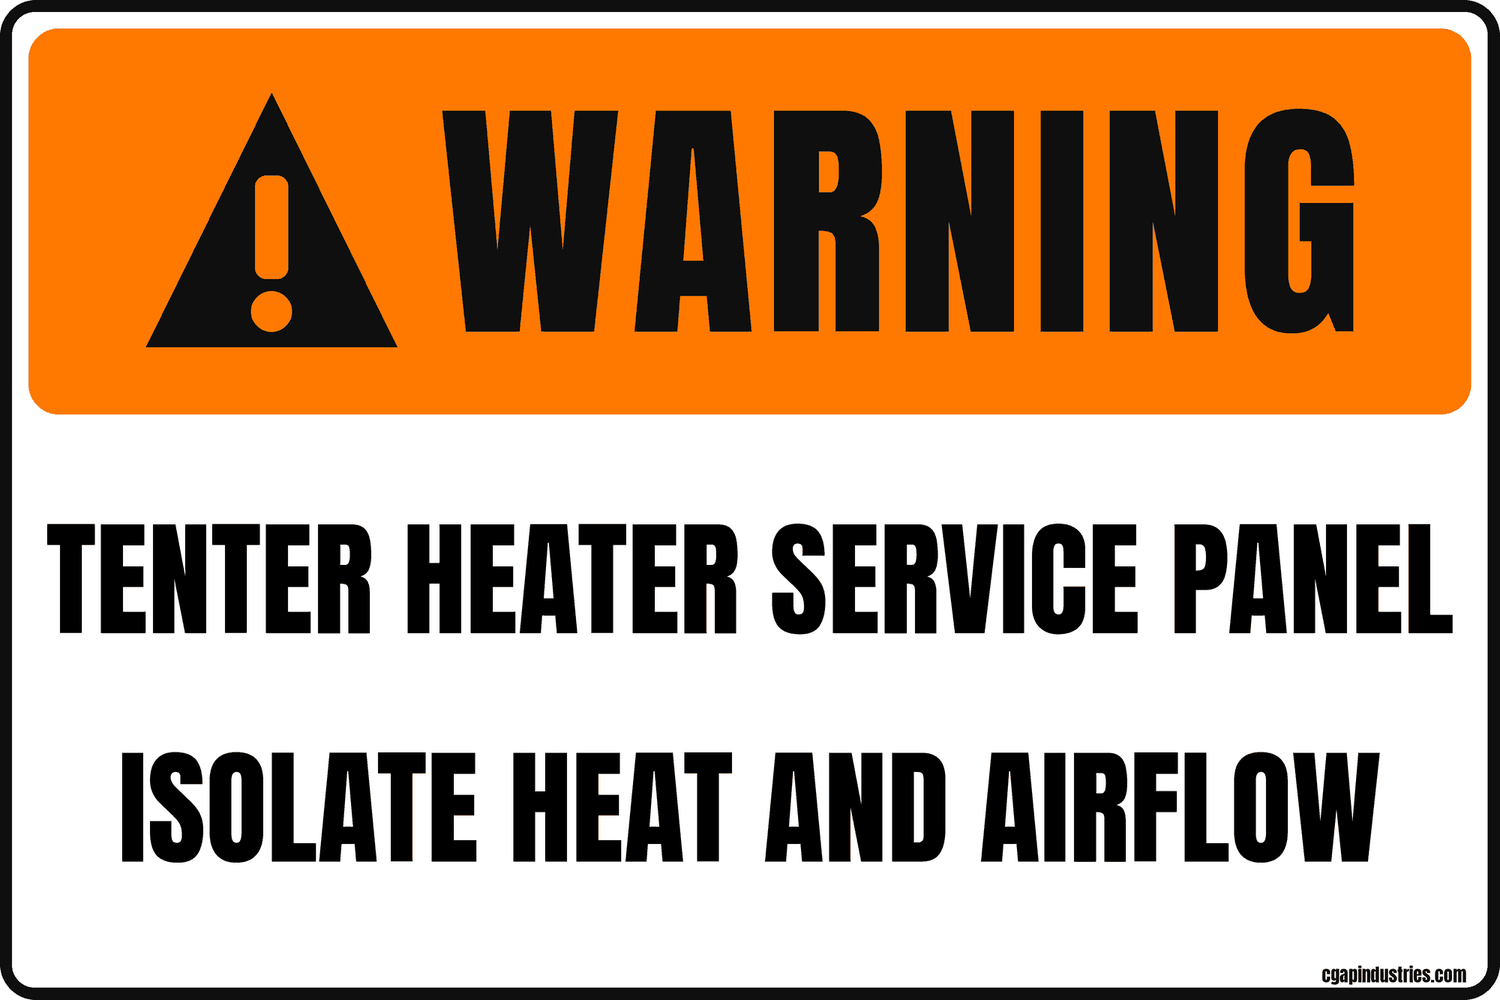 WARNING
TENTER HEATER SERVICE PANEL
ISOLATE HEAT AND AIRFLOW
cgapindustries.com